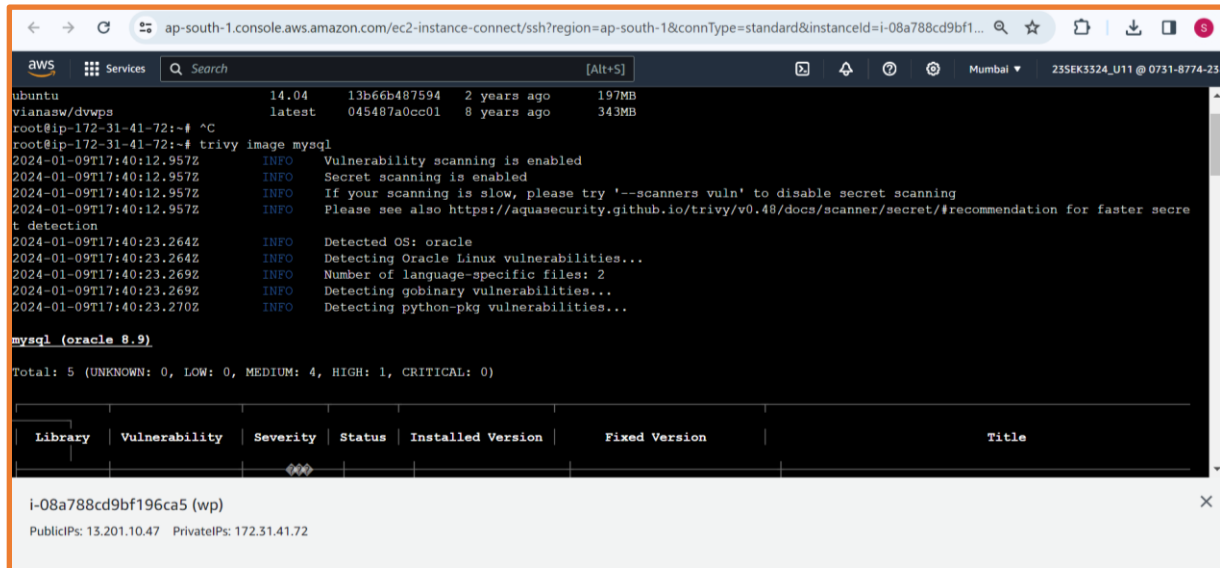 ap-south-1.console.aws.amazon.com/ec2-instance-connect/ssh?region=ap-south-1&connType=standard&instanceId=i-08a788cd9bf1...
S
aws Services Search [Alt+S] Mumbai ▼ 23SEK3324_U11 @ 0731-8774-23
ubuntu 14.04 13b66b487594 2 years ago 197MB
vianasw/dvwps latest 045487a0cc01 8 years ago 343MB
root@ip-172-31-41-72:~# ^C
root@ip-172-31-41-72:~# trivy image mysql
2024-01-09T17:40:12.957Z INFO Vulnerability scanning is enabled
2024-01-09T17:40:12.957Z INFO Secret scanning is enabled
2024-01-09T17:40:12.957Z INFO If your scanning is slow, please try '--scanners vuln' to disable secret scanning
2024-01-09T17:40:12.957Z INFO Please see also https://aquasecurity.github.io/trivy/v0.48/docs/scanner/secret/#recommendation for faster secre
t detection
2024-01-09T17:40:23.264Z INFO Detected OS: oracle
2024-01-09T17:40:23.264Z INFO Detecting Oracle Linux vulnerabilities...
2024-01-09T17:40:23.269Z INFO Number of language-specific files: 2
2024-01-09T17:40:23.269Z INFO Detecting gobinary vulnerabilities...
2024-01-09T17:40:23.270Z INFO Detecting python-pkg vulnerabilities...
mysql (oracle 8.9)
Total: 5 (UNKNOWN: 0, LOW: 0, MEDIUM: 4, HIGH: 1, CRITICAL: 0)
Library Vulnerability Severity Status Installed Version Fixed Version Title
i-08a788cd9bf196ca5 (wp)
PublicIPs: 13.201.10.47 PrivateIPs: 172.31.41.72